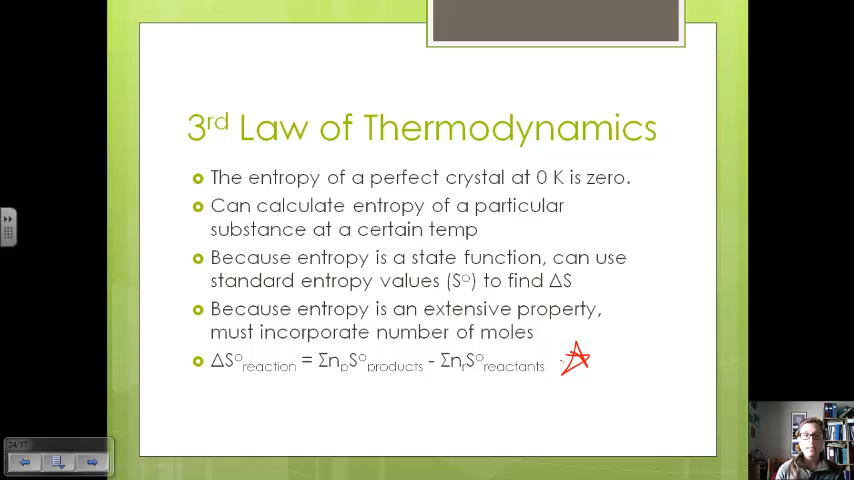 3rd Law of Thermodynamics
The entropy of a perfect crystal at 0 K is zero.
Can calculate entropy of a particular
substance at a certain temp
Because entropy is a state function, can use
standard entropy values (S°) to find ΔS
Because entropy is an extensive property,
must incorporate number of moles
ΔS°reaction = ΣnpS°products - ΣnrS°reactants
24/37